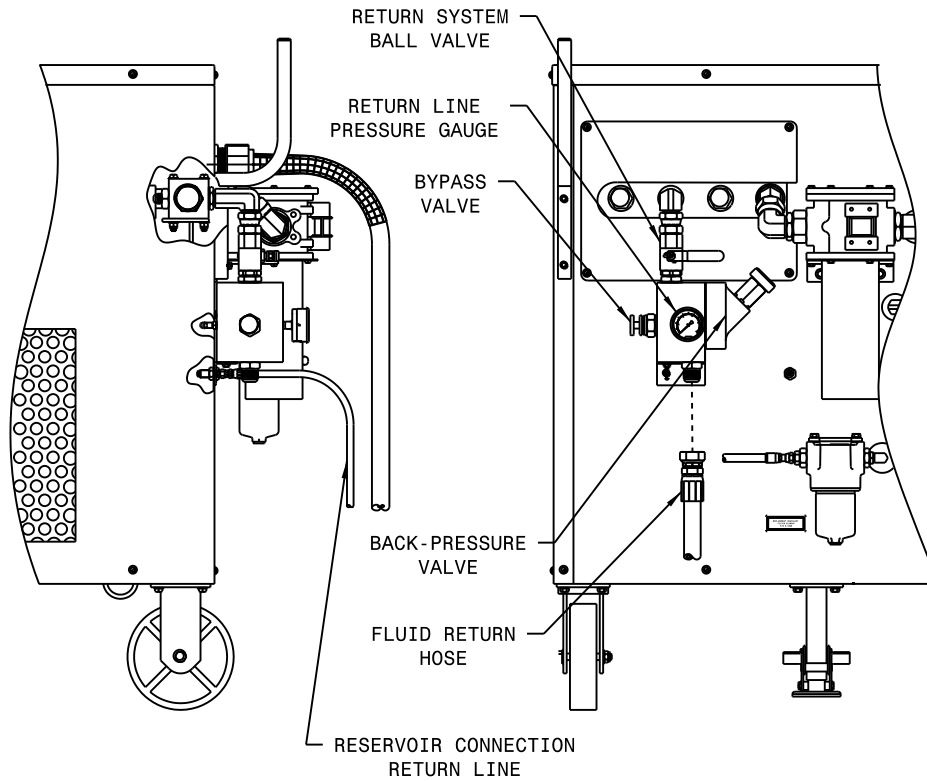 RETURN SYSTEM
BALL VALVE
RETURN LINE
PRESSURE GAUGE
BYPASS
VALVE
BACK-PRESSURE
VALVE
FLUID RETURN
HOSE
RESERVOIR CONNECTION
RETURN LINE